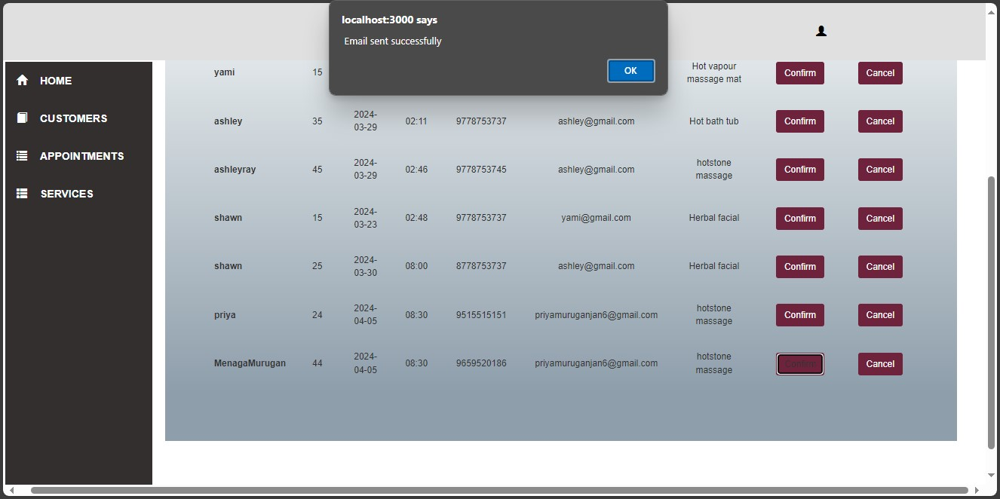 localhost:3000 says
Email sent successfully
OK
HOME
CUSTOMERS
APPOINTMENTS
SERVICES
yami 15 Hot vapour massage mat Confirm Cancel
ashley 35 2024-03-29 02:11 9778753737 ashley@gmail.com Hot bath tub Confirm Cancel
ashleyray 45 2024-03-29 02:46 9778753745 ashley@gmail.com hotstone massage Confirm Cancel
shawn 15 2024-03-23 02:48 9778753737 yami@gmail.com Herbal facial Confirm Cancel
shawn 25 2024-03-30 08:00 8778753737 ashley@gmail.com Herbal facial Confirm Cancel
priya 24 2024-04-05 08:30 9515515151 priyamuruganjan6@gmail.com hotstone massage Confirm Cancel
MenagaMurugan 44 2024-04-05 08:30 9659520186 priyamuruganjan6@gmail.com hotstone massage Confirm Cancel